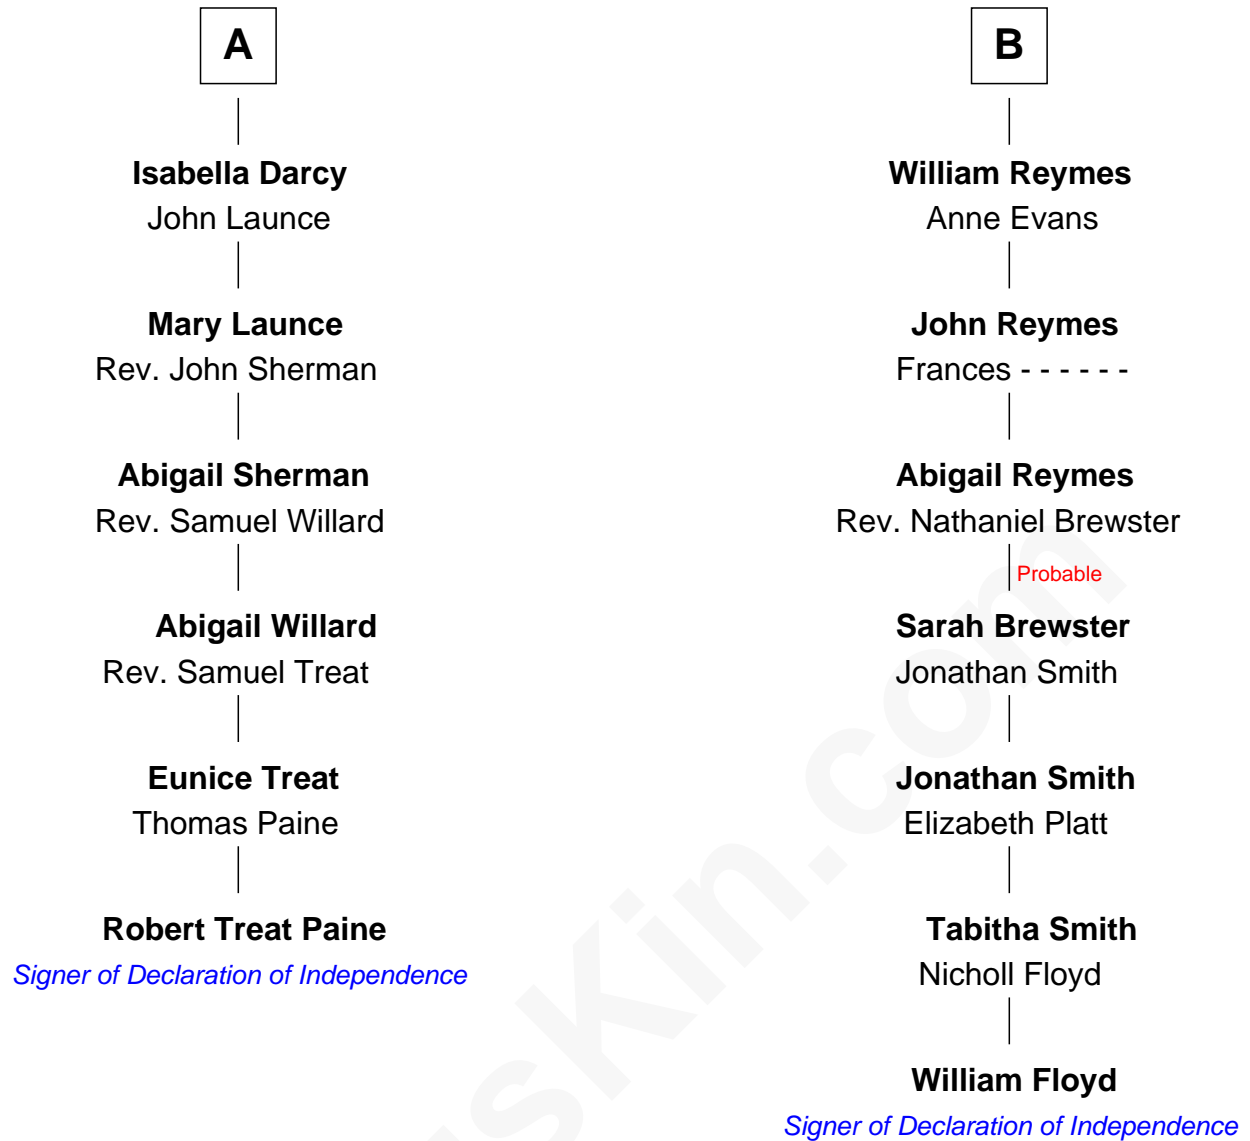 A
Isabella Darcy
John Launce
Mary Launce
Rev. John Sherman
Abigail Sherman
Rev. Samuel Willard
Abigail Willard
Rev. Samuel Treat
Eunice Treat
Thomas Paine
Robert Treat Paine
Signer of Declaration of Independence
B
William Reymes
Anne Evans
John Reymes
Frances - - - - - -
Abigail Reymes
Rev. Nathaniel Brewster
Probable
Sarah Brewster
Jonathan Smith
Jonathan Smith
Elizabeth Platt
Tabitha Smith
Nicholl Floyd
William Floyd
Signer of Declaration of Independence